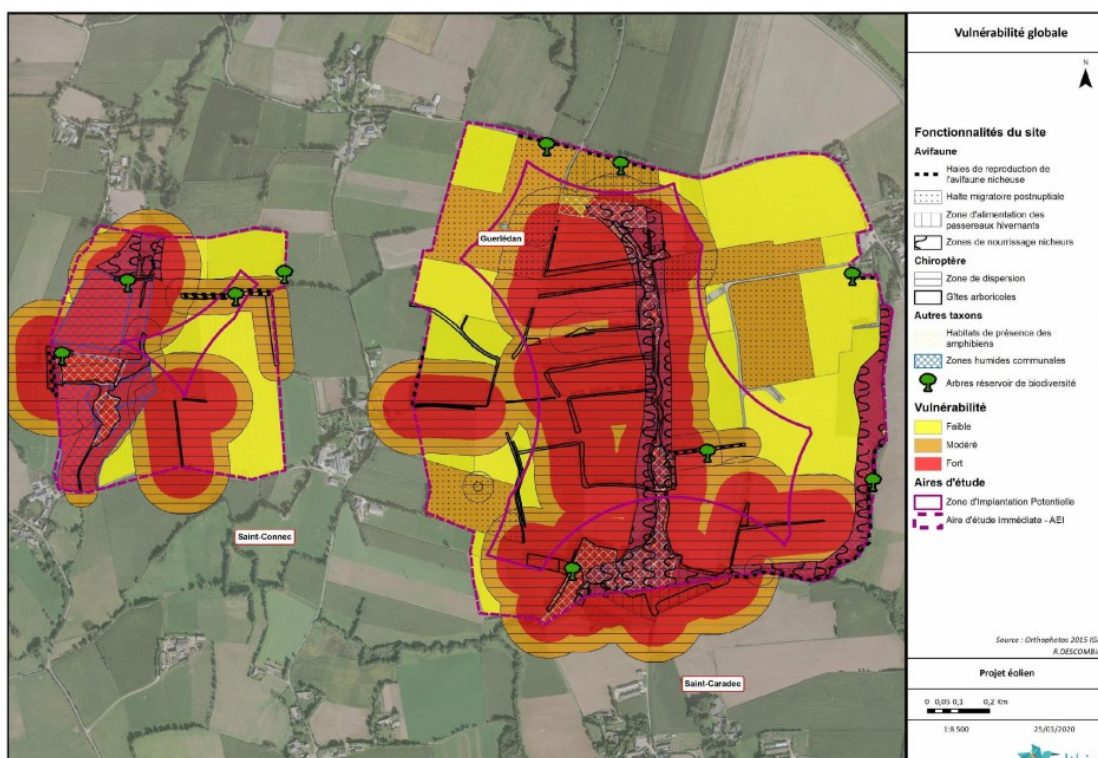 Vulnérabilité globale
N
Fonctionnalités du site
Avifaune
Haies de reproduction de
l'avifaune nicheuse
Halte migratoire postnuptiale
Zone d'alimentation des
passereaux hivernants
Zones de nourrissage nicheurs
Chiroptère
Zone de dispersion
Gîtes arboricoles
Autres taxons
Habitats de présence des
amphibiens
Zones humides communales
Arbres réservoir de biodiversité
Vulnérabilité
Faible
Modéré
Fort
Aires d'étude
Zone d'Implantation Potentielle
Aire d'étude immédiate - AEI
Guerlédan
Saint-Connec
Saint-Caradec
Source : Orthophotos 2015 IG
R.DESCOMB
Projet éolien
0 0,05 0,1 0,2 Km
1:8 500 25/03/2020